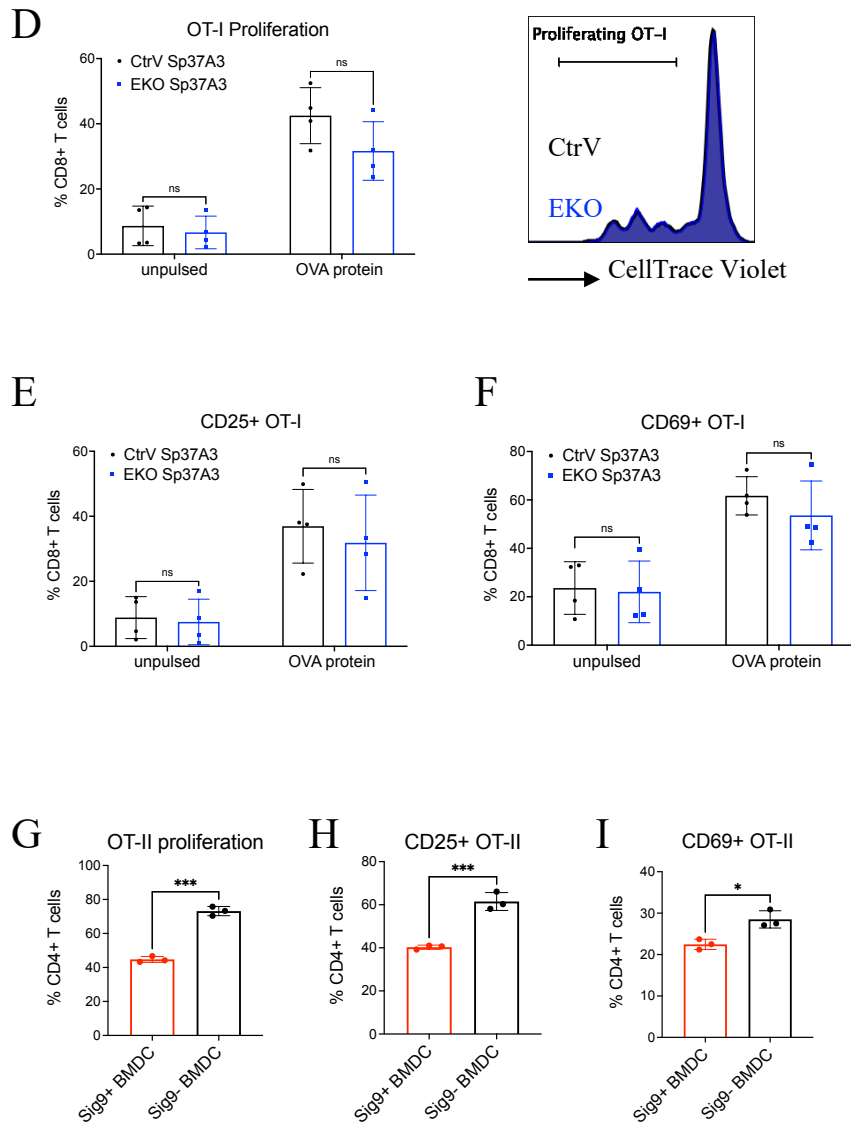 D
OT-I Proliferation
CtrV Sp37A3
EKO Sp37A3
ns
ns
% CD8+ T cells
60
40
20
0
unpulsed
OVA protein
Proliferating OT-I
CtrV
EKO
CellTrace Violet
E
CD25+ OT-I
CtrV Sp37A3
EKO Sp37A3
ns
ns
% CD8+ T cells
60
40
20
0
unpulsed
OVA protein
F
CD69+ OT-I
CtrV Sp37A3
EKO Sp37A3
ns
ns
% CD8+ T cells
80
60
40
20
0
unpulsed
OVA protein
G
OT-II proliferation
***
% CD4+ T cells
100
80
60
40
20
0
Sig9+ BMDC
Sig9- BMDC
H
CD25+ OT-II
***
% CD4+ T cells
80
60
40
20
0
Sig9+ BMDC
Sig9- BMDC
I
CD69+ OT-II
*
% CD4+ T cells
40
30
20
10
0
Sig9+ BMDC
Sig9- BMDC